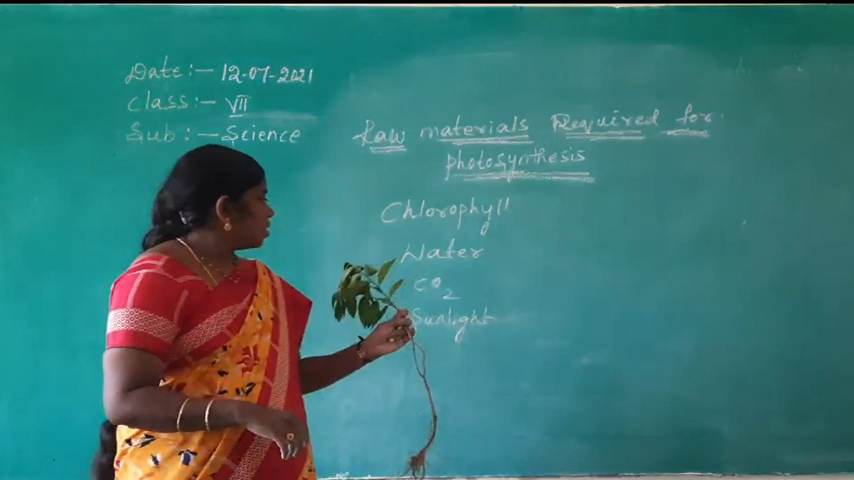 Date :- 12-07-2021
Class :- VII
Sub :- Science
Raw materials Required for
photosynthesis
Chlorophyll
Water
CO2
Sunlight